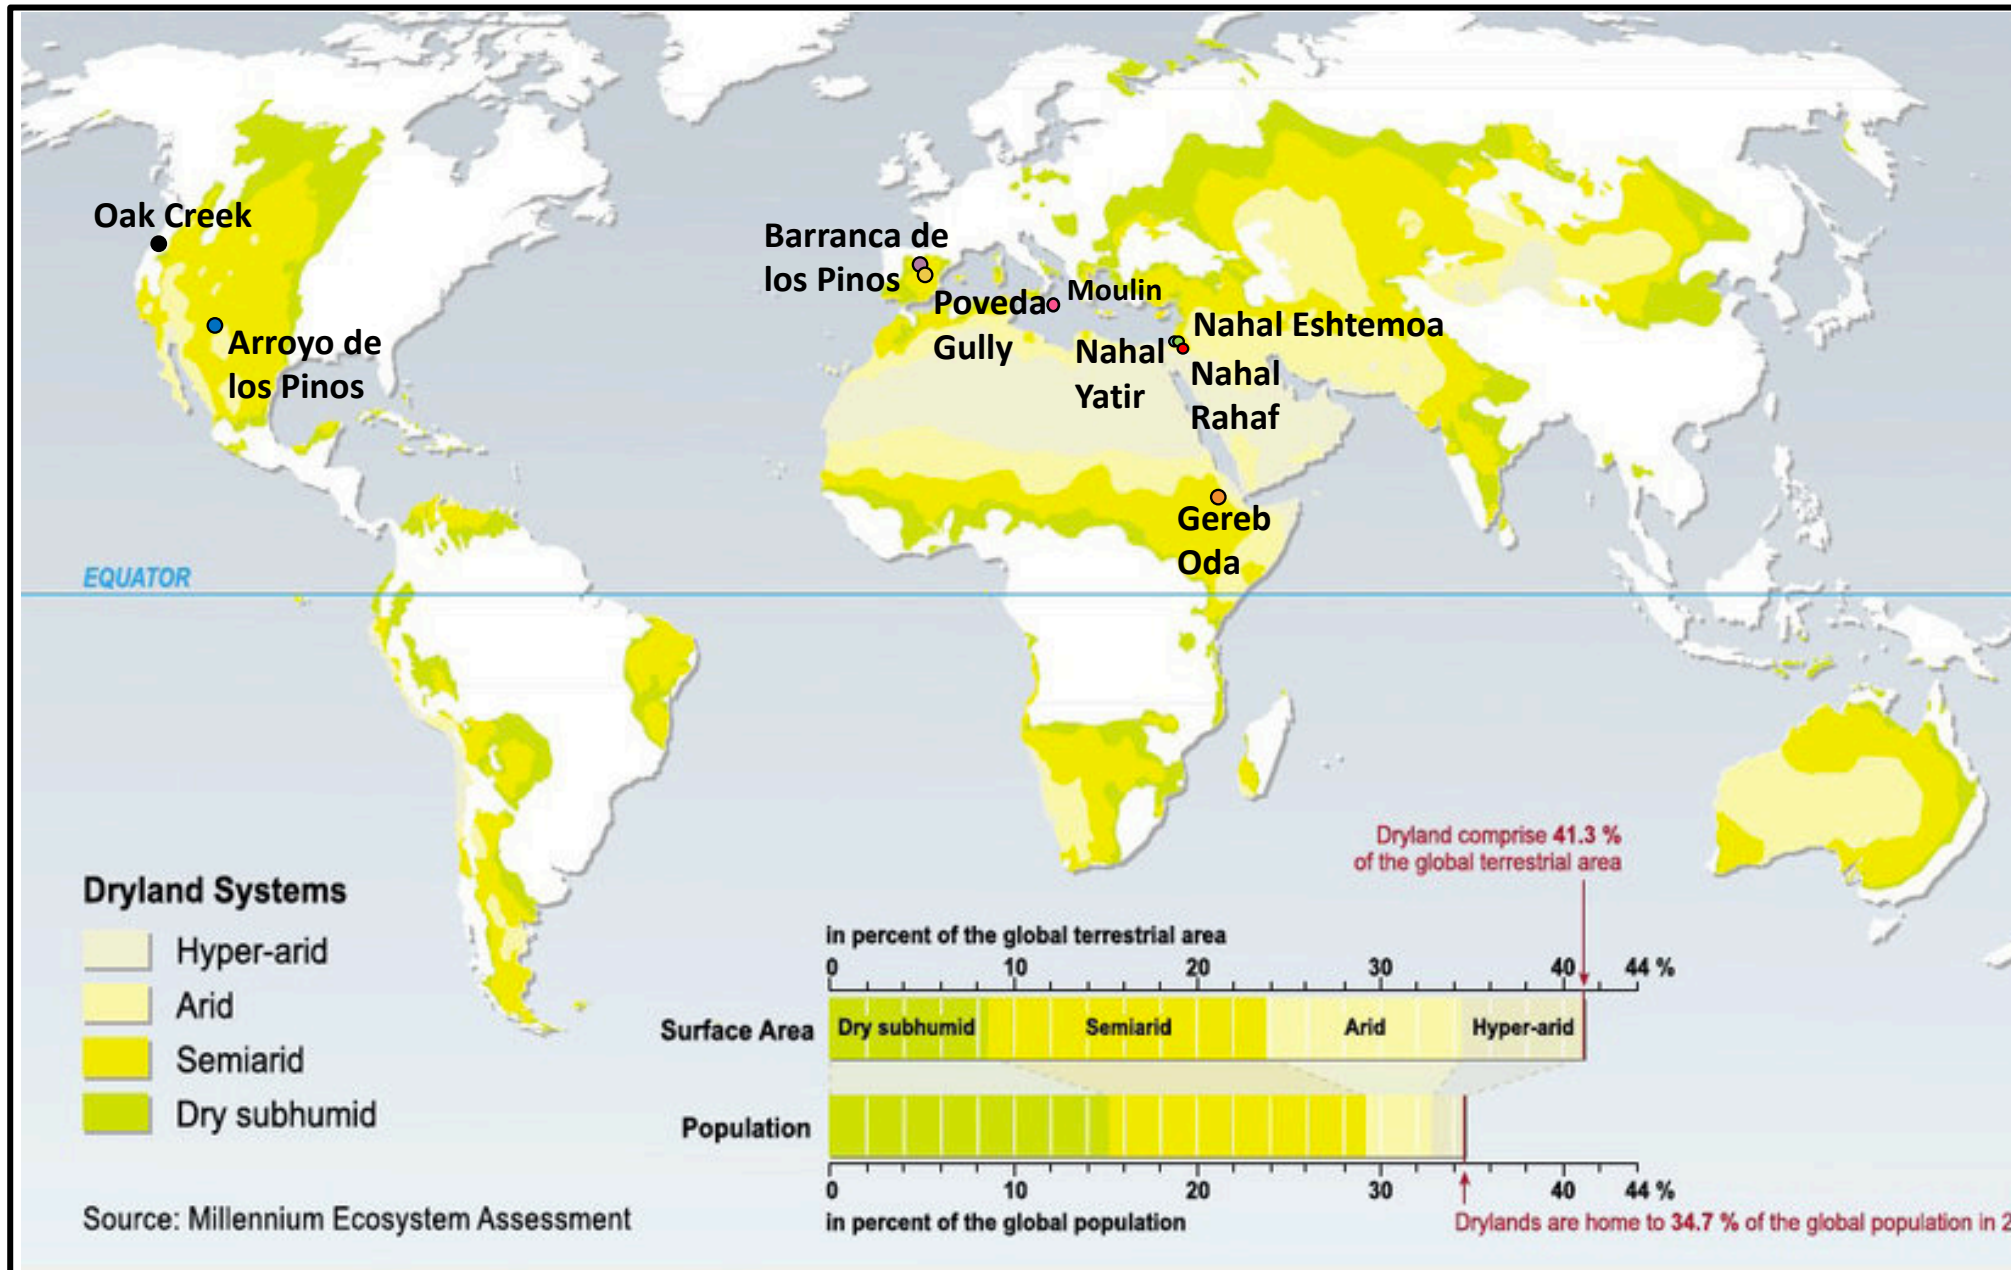 Oak Creek
Arroyo de
los Pinos
Barranca de
los Pinos
Poveda
Gully
Moulin
Nahal Eshtemoa
Nahal
Yatir
Nahal
Rahaf
Gereb
Oda
EQUATOR
Dryland Systems
Hyper-arid
Arid
Semiarid
Dry subhumid
Source: Millennium Ecosystem Assessment
Dryland comprise 41.3 %
of the global terrestrial area
in percent of the global terrestrial area
0 10 20 30 40 44 %
Surface Area Dry subhumid Semiarid Arid Hyper-arid
Population
0 10 20 30 40 44 %
in percent of the global population
Drylands are home to 34.7 % of the global population in 2